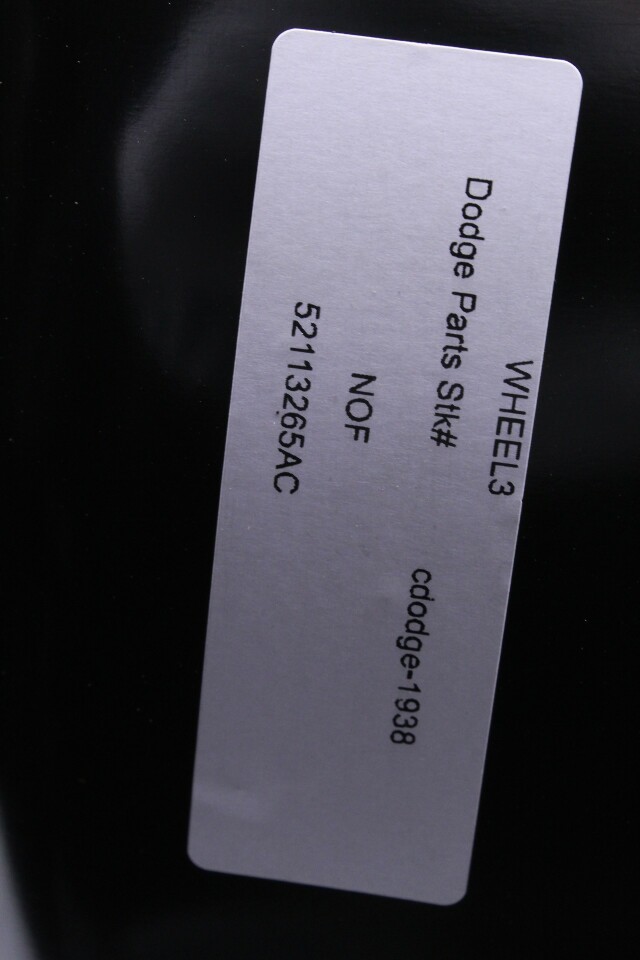 WHEEL3
Dodge Parts Stk#
cdodge-1938
NOF
52113265AC